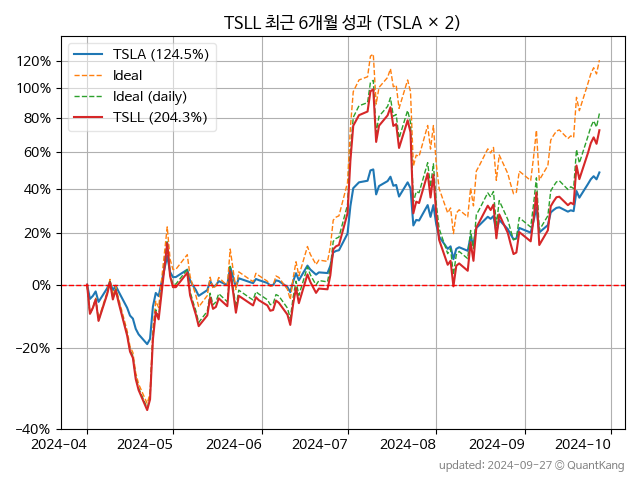 TSLL 최근 6개월 성과 (TSLA × 2)
TSLA (124.5%)
Ideal
Ideal (daily)
TSLL (204.3%)
120%
100%
80%
60%
40%
20%
0%
−20%
−40%
2024-04 2024-05 2024-06 2024-07 2024-08 2024-09 2024-10
updated: 2024-09-27 © QuantKang